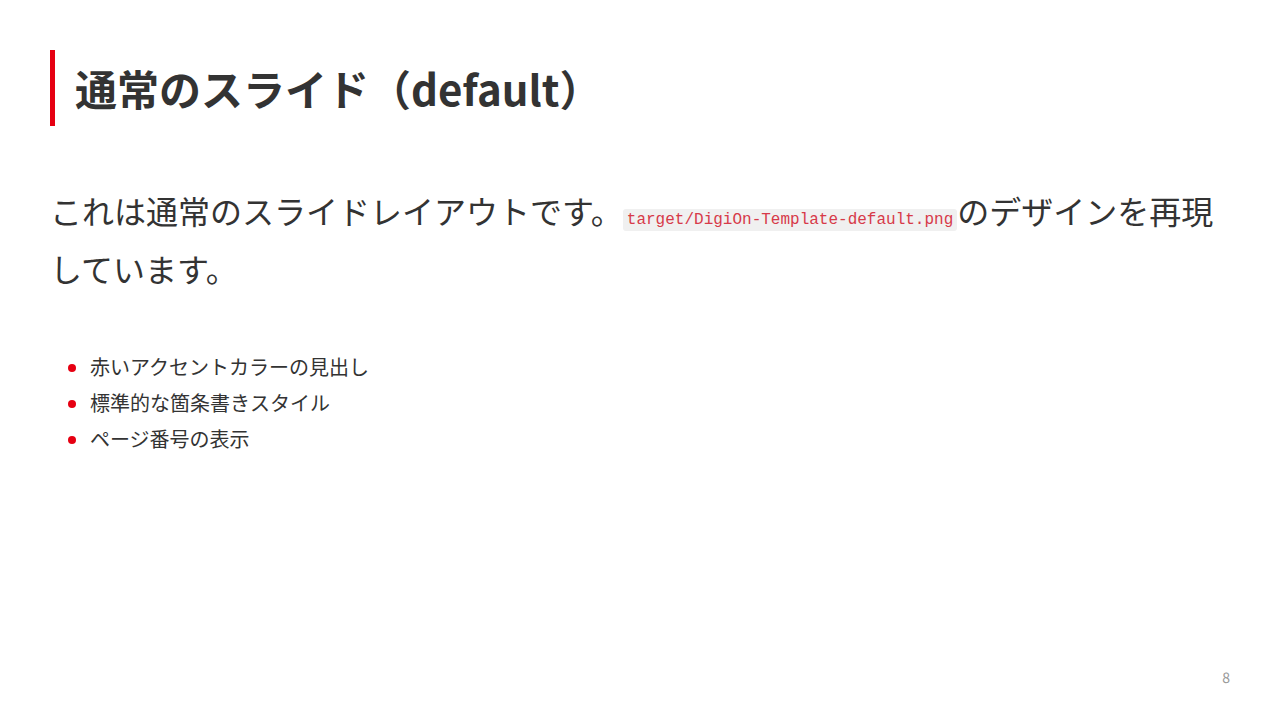 通常のスライド（default）
これは通常のスライドレイアウトです。target/DigiOn-Template-default.pngのデザインを再現
しています。
赤いアクセントカラーの見出し
標準的な箇条書きスタイル
ページ番号の表示
8